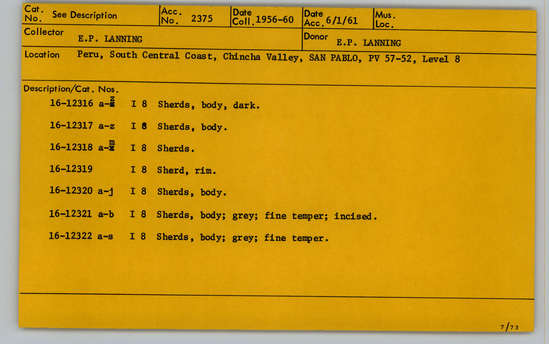 Cat. No. See Description Acc. No. 2375 Date Coll. 1956-60 Date Acc. 6/1/61 Mus. Loc.
Collector E.P. LANNING Donor E.P. LANNING
Location Peru, South Central Coast, Chincha Valley, SAN PABLO, PV 57-52, Level 8
Description/Cat. Nos.
16-12316 a- I 8 Sherds, body, dark.
16-12317 a-z I 8 Sherds, body.
16-12318 a- I 8 Sherds.
16-12319 I 8 Sherd, rim.
16-12320 a-j I 8 Sherds, body.
16-12321 a-b I 8 Sherds, body; grey; fine temper; incised.
16-12322 a-s I 8 Sherds, body; grey; fine temper.
7/73